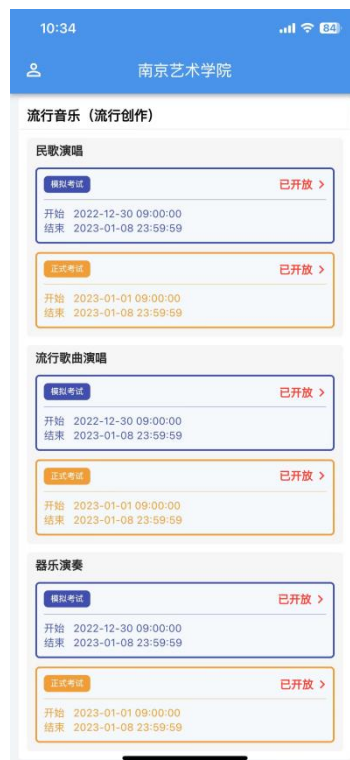 10:34
84
南京艺术学院
流行音乐（流行创作）
民歌演唱
模拟考试 已开放
开始 2022-12-30 09:00:00
结束 2023-01-08 23:59:59
正式考试 已开放
开始 2023-01-01 09:00:00
结束 2023-01-08 23:59:59
流行歌曲演唱
模拟考试 已开放
开始 2022-12-30 09:00:00
结束 2023-01-08 23:59:59
正式考试 已开放
开始 2023-01-01 09:00:00
结束 2023-01-08 23:59:59
器乐演奏
模拟考试 已开放
开始 2022-12-30 09:00:00
结束 2023-01-08 23:59:59
正式考试 已开放
开始 2023-01-01 09:00:00
结束 2023-01-08 23:59:59